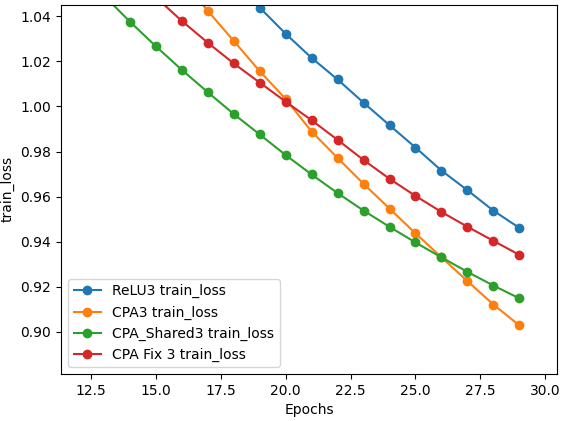 1.04
1.02
1.00
0.98
0.96
0.94
0.92
0.90
train_loss
ReLU3 train_loss
CPA3 train_loss
CPA_Shared3 train_loss
CPA Fix 3 train_loss
12.5 15.0 17.5 20.0 22.5 25.0 27.5 30.0
Epochs